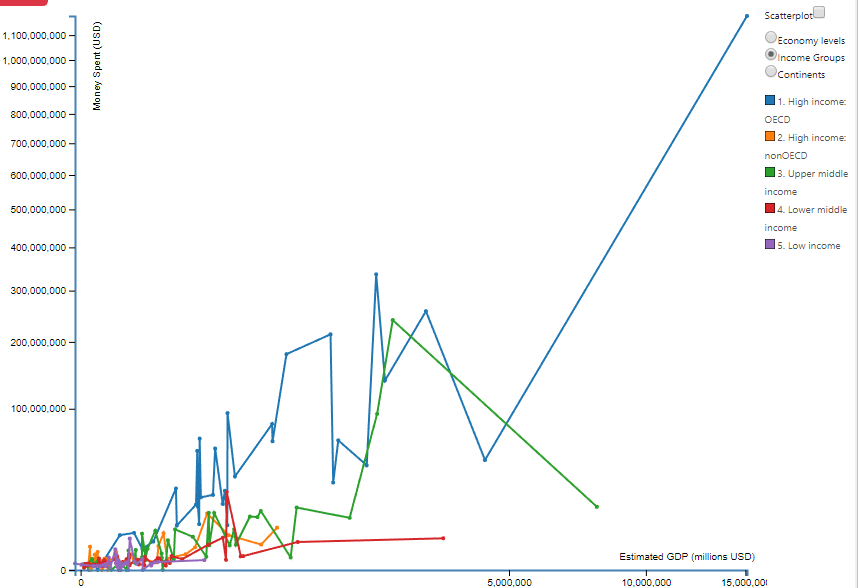 Scatterplot
Money Spent (USD)
1,100,000,000
1,000,000,000
900,000,000
800,000,000
700,000,000
600,000,000
500,000,000
400,000,000
300,000,000
200,000,000
100,000,000
0
Economy levels
Income Groups
Continents
1. High income:
OECD
2. High income:
nonOECD
3. Upper middle
income
4. Lower middle
income
5. Low income
Estimated GDP (millions USD)
0
5,000,000
10,000,000
15,000,00